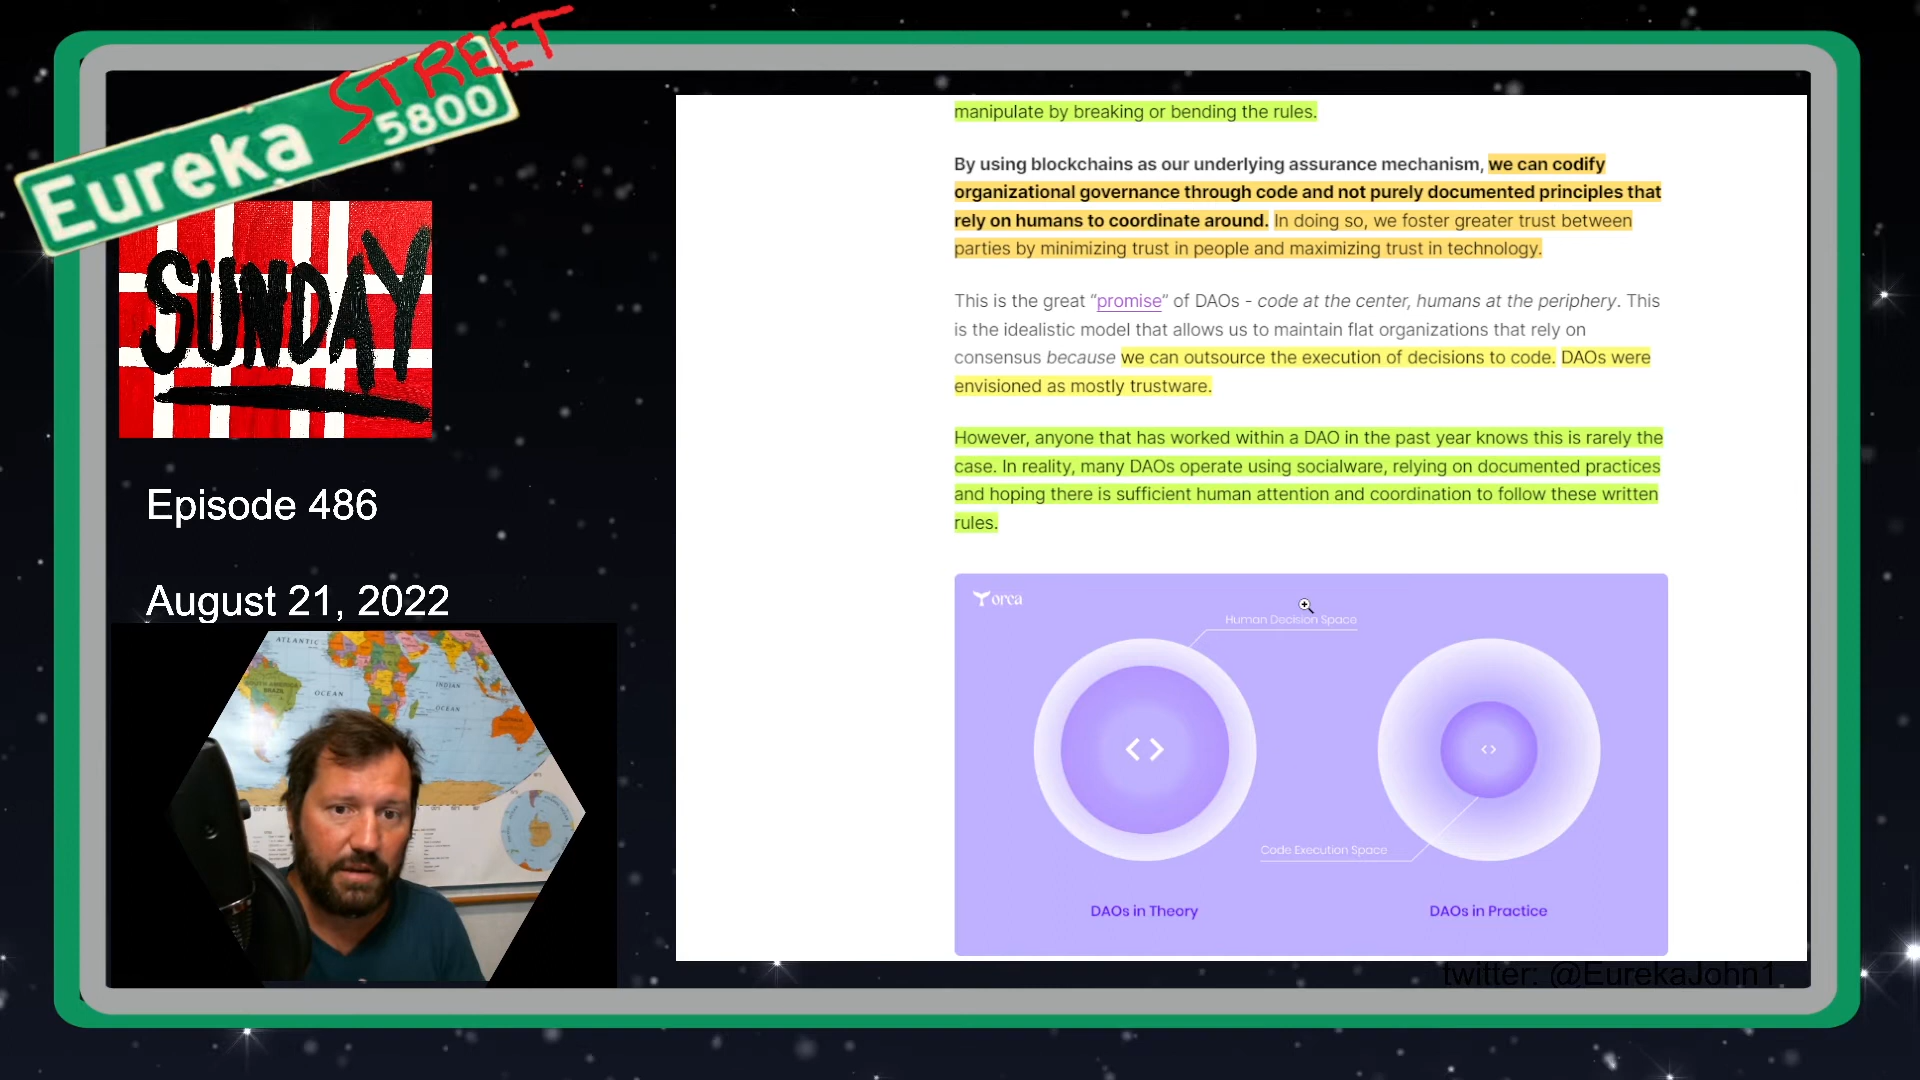 Eureka
STREET
5800
SUNDAY
Episode 486
August 21, 2022
ATLANTIC
OCEAN
INDIAN
OCEAN
manipulate by breaking or bending the rules.
By using blockchains as our underlying assurance mechanism, we can codify
organizational governance through code and not purely documented principles that
rely on humans to coordinate around. In doing so, we foster greater trust between
parties by minimizing trust in people and maximizing trust in technology.
This is the great “promise” of DAOs - code at the center, humans at the periphery. This
is the idealistic model that allows us to maintain flat organizations that rely on
consensus because we can outsource the execution of decisions to code. DAOs were
envisioned as mostly trustware.
However, anyone that has worked within a DAO in the past year knows this is rarely the
case. In reality, many DAOs operate using socialware, relying on documented practices
and hoping there is sufficient human attention and coordination to follow these written
rules.
orca
Human Decision Space
< >
< >
Code Execution Space
DAOs in Theory
DAOs in Practice
twitter: @EurekaJohn1